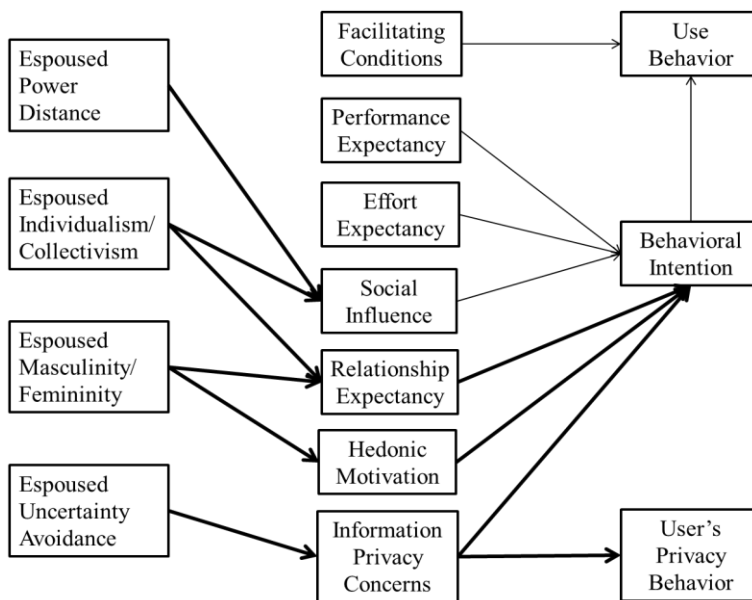 Espoused
Power
Distance
Espoused
Individualism/
Collectivism
Espoused
Masculinity/
Femininity
Espoused
Uncertainty
Avoidance
Facilitating
Conditions
Performance
Expectancy
Effort
Expectancy
Social
Influence
Relationship
Expectancy
Hedonic
Motivation
Information
Privacy
Concerns
Use
Behavior
Behavioral
Intention
User's
Privacy
Behavior